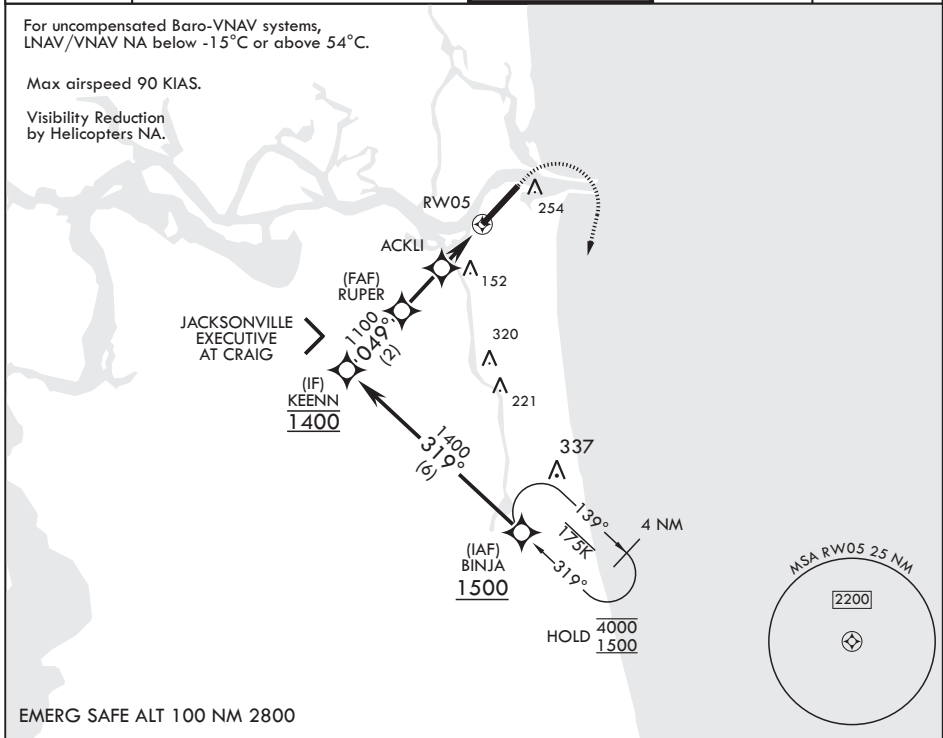 For uncompensated Baro-VNAV systems,
LNAV/VNAV NA below -15°C or above 54°C.
Max airspeed 90 KIAS.
Visibility Reduction
by Helicopters NA.
RW05
254
ACKLI
152
(FAF)
RUPER
JACKSONVILLE
EXECUTIVE
AT CRAIG
1100
049°
(2)
320
221
(IF)
KEENN
1400
1400
319°
(6)
337
139°
4 NM
175K
319°
(IAF)
BINJA
1500
HOLD 4000
1500
MSA RW05 25 NM
2200
EMERG SAFE ALT 100 NM 2800